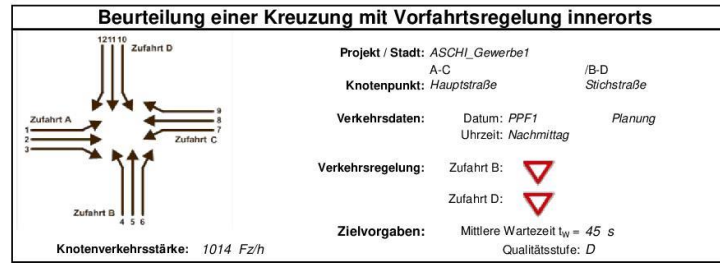 Beurteilung einer Kreuzung mit Vorfahrtsregelung innerorts
12 11 10
Zufahrt D
Zufahrt A
1
2
3
9
8
7
Zufahrt C
Zufahrt B
4 5 6
Knotenverkehrsstärke: 1014 Fz/h
Projekt / Stadt: ASCHI_Gewerbe1
A-C /B-D
Knotenpunkt: Hauptstraße Stichstraße
Verkehrsdaten: Datum: PPF1 Planung
Uhrzeit: Nachmittag
Verkehrsregelung: Zufahrt B:
Zufahrt D:
Zielvorgaben: Mittlere Wartezeit tW = 45 s
Qualitätsstufe: D